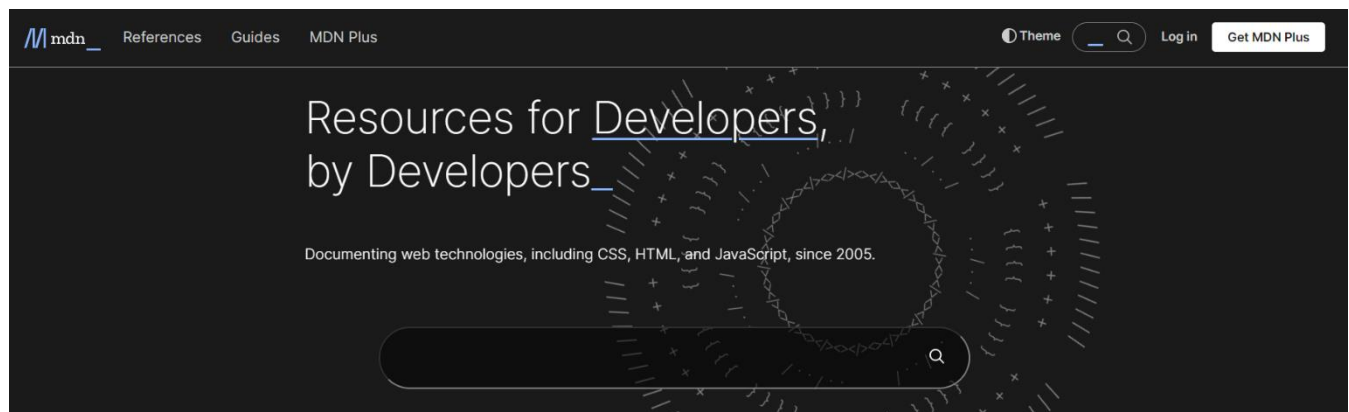 mdn_
References
Guides
MDN Plus
Theme
_
Log in
Get MDN Plus
Resources for Developers,
by Developers_
Documenting web technologies, including CSS, HTML, and JavaScript, since 2005.